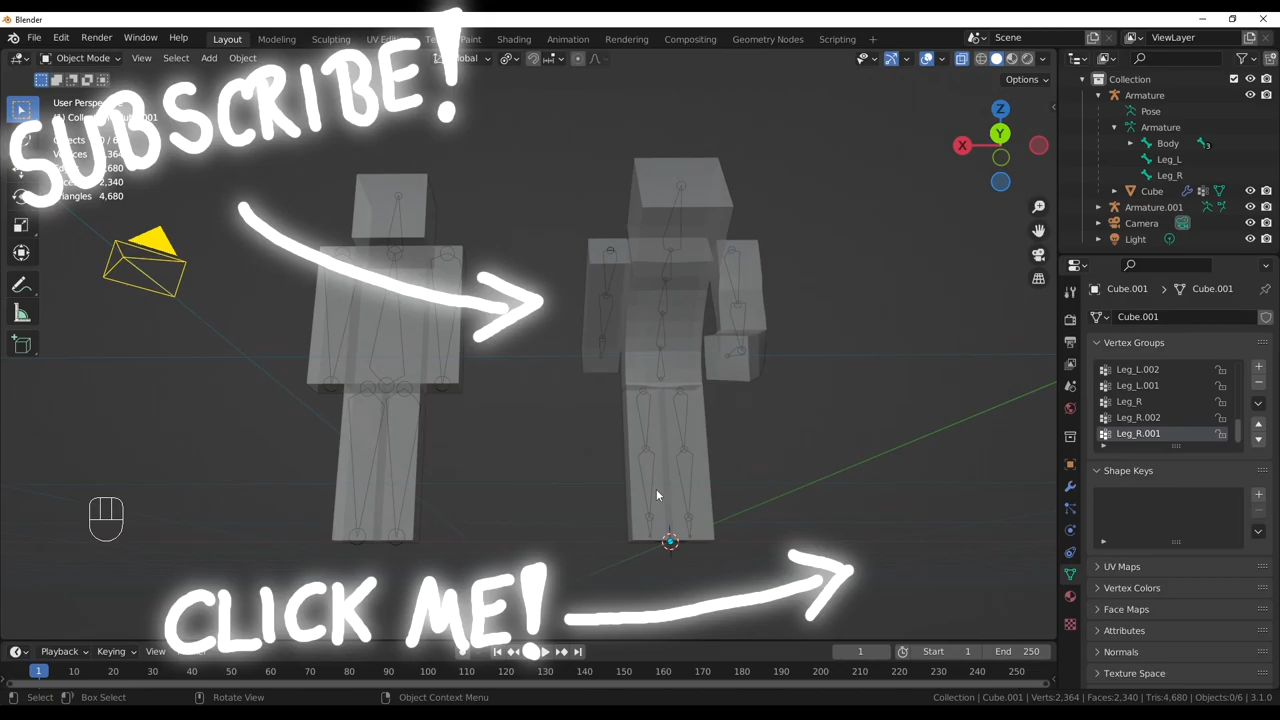 Blender
File Edit Render Window Help Layout Modeling Sculpting UV Shading Animation Rendering Compositing Geometry Nodes Scripting Scene ViewLayer
Object Mode View Select Add Object
Options
SUBSCRIBE!
User Perspective
2,364
680
2,340
Triangles 4,680
Z
Y
X
Collection
Armature
Pose
Armature
Body 3
Leg_L
Leg_R
Cube
Armature.001
Camera
Light
Cube.001 Cube.001
Cube.001
Vertex Groups
Leg_L.002
Leg_L.001
Leg_R
Leg_R.002
Leg_R.001
Shape Keys
UV Maps
Vertex Colors
Face Maps
Attributes
Normals
Texture Space
CLICK ME!
Playback Keying View 1 Start 1 End 250
1 10 20 30 40 50 60 70 80 90 100 110 120 130 140 150 160 170 180 190 200 210 220 230 240 250
Select Box Select Rotate View Object Context Menu Collection | Cube.001 | Verts:2,364 | Faces:2,340 | Tris:4,680 | Objects:0/6 | 3.1.0